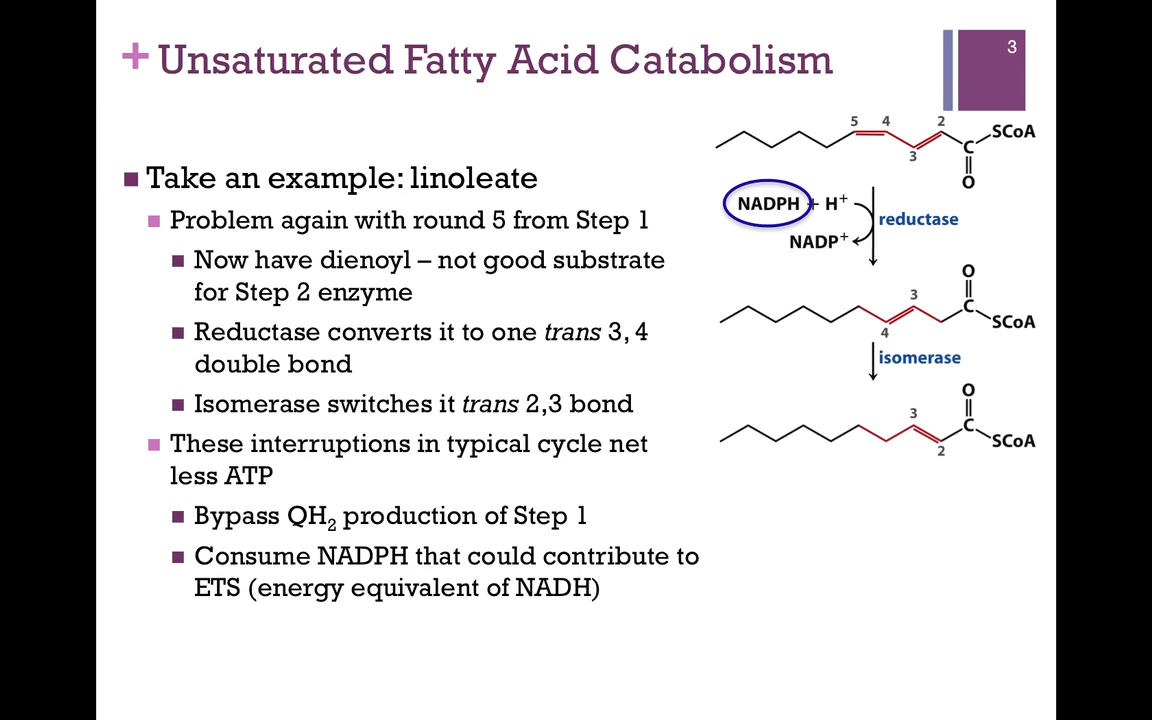 + Unsaturated Fatty Acid Catabolism
3
■ Take an example: linoleate
■ Problem again with round 5 from Step 1
■ Now have dienoyl – not good substrate
for Step 2 enzyme
■ Reductase converts it to one trans 3, 4
double bond
■ Isomerase switches it trans 2,3 bond
■ These interruptions in typical cycle net
less ATP
■ Bypass QH₂ production of Step 1
■ Consume NADPH that could contribute to
ETS (energy equivalent of NADH)
5 4 2
SCoA
C
3
O
NADPH + H⁺
reductase
NADP⁺
O
3
C
SCoA
4
isomerase
O
3
C
SCoA
2